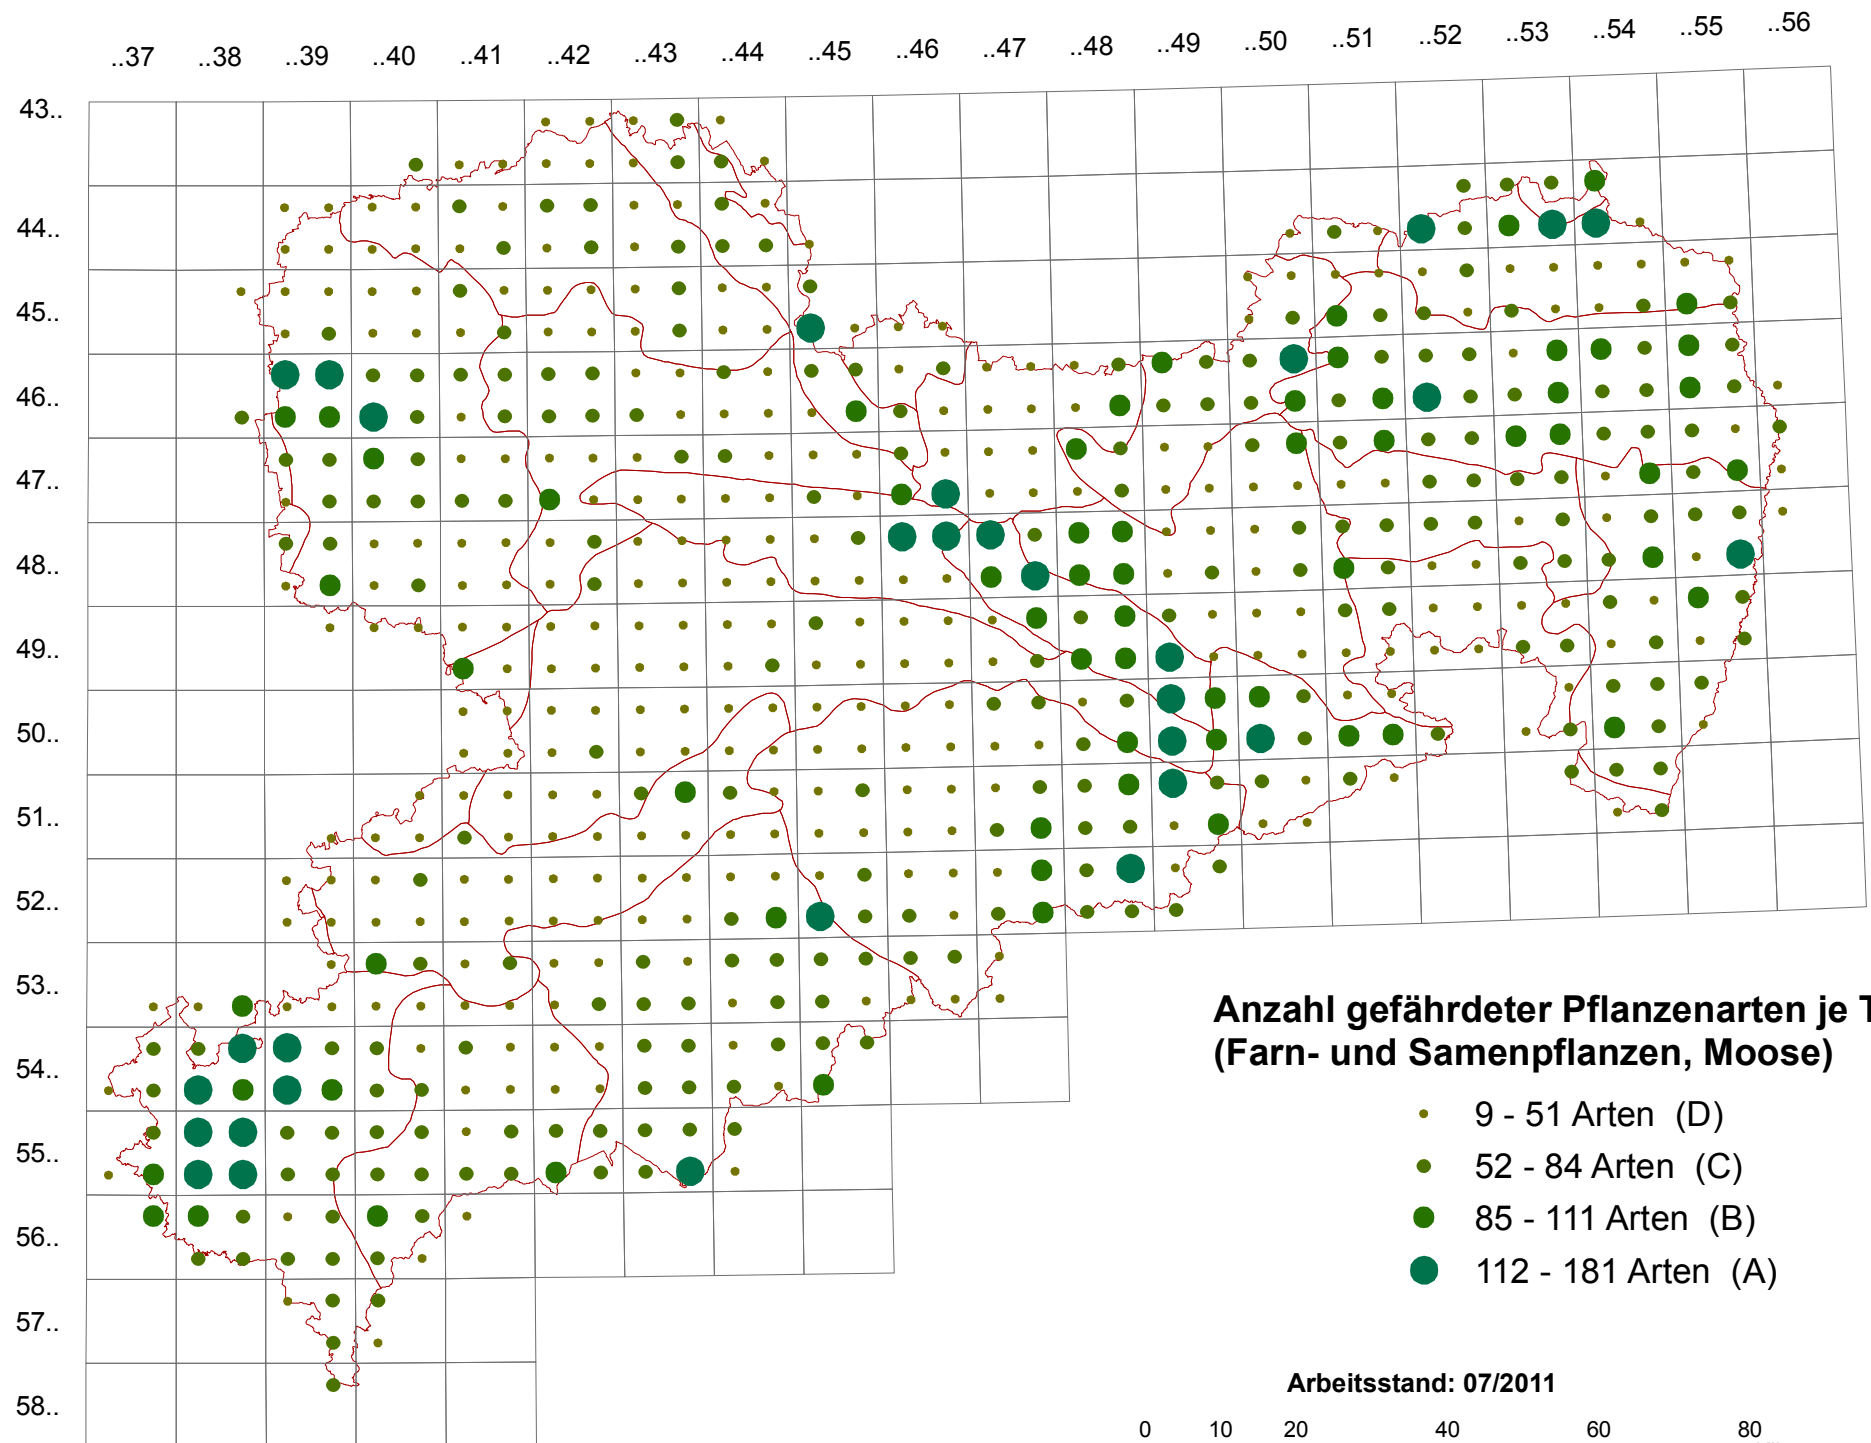 ..37 ..38 ..39 ..40 ..41 ..42 ..43 ..44 ..45 ..46 ..47 ..48 ..49 ..50 ..51 ..52 ..53 ..54 ..55 ..56
43..
44..
45..
46..
47..
48..
49..
50..
51..
52..
53..
54..
55..
56..
57..
58..
Anzahl gefährdeter Pflanzenarten je T
(Farn- und Samenpflanzen, Moose)
9 - 51 Arten (D)
52 - 84 Arten (C)
85 - 111 Arten (B)
112 - 181 Arten (A)
Arbeitsstand: 07/2011
0 10 20 40 60 80